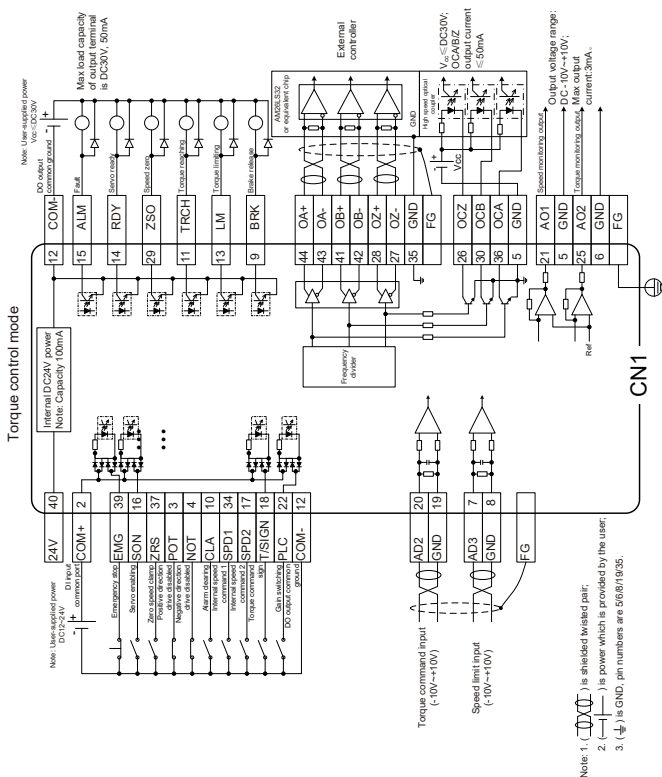 Torque control mode
Note: User-supplied power
DC12~24V
DI input
common port
24V
40
COM+
2
Emergency stop
EMG
39
Servo enabling
SON
16
Zero speed clamp
ZRS
37
Positive direction
drive disabled
POT
3
Negative direction
drive disabled
NOT
4
Alarm clearing
CLA
10
Internal speed
command 1
SPD1
34
Internal speed
command 2
SPD2
17
Torque command
sign
T/SIGN
18
Gain switching
PLC
22
DO output common
ground
COM-
12
Torque command input
(-10V~+10V)
AD2
20
GND
19
Speed limit input
(-10V~+10V)
AD3
7
GND
8
FG
Internal DC24V power
Note: Capacity 100mA
Frequency
divider
Ref
CN1
Note: User-supplied power
Vcc≤DC30V
DO output
common ground
12
COM-
Fault
15
ALM
Servo ready
14
RDY
Speed zero
29
ZSO
Torque reaching
11
TRCH
Torque limiting
13
LM
Brake release
9
BRK
Max load capacity
of output terminal
is DC30V, 50mA
AM26LS32
or equivalent chip
External
controller
44
OA+
43
OA-
41
OB+
42
OB-
28
OZ+
27
OZ-
35
GND
FG
GND
High speed optical
coupler
Vcc≤DC30V;
OCA/B/Z
output current
≤50mA
VCC
26
OCZ
30
OCB
36
OCA
5
GND
Speed monitoring output
21
AO1
5
GND
Torque monitoring output
25
AO2
6
GND
FG
Output voltage range:
DC -10V~+10V;
Max output
current:3mA。
Note: 1. ( ) is shielded twisted pair;
2. ( ) is power which is provided by the user;
3. ( ) is GND, pin numbers are 5/6/8/19/35.